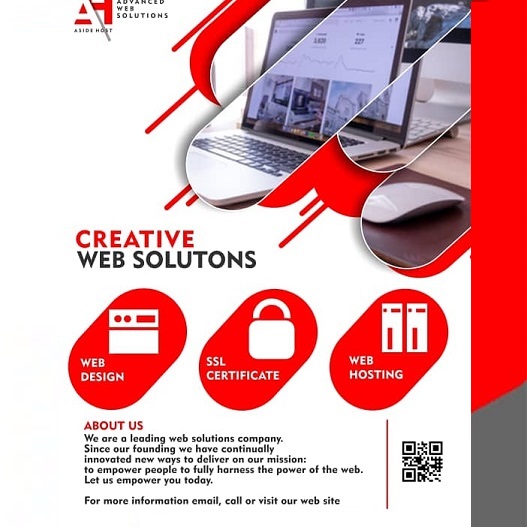 AH
ADVANCED
WEB
SOLUTIONS
ASIDE HOST
CREATIVE
WEB SOLUTONS
WEB
DESIGN
SSL
CERTIFICATE
WEB
HOSTING
ABOUT US
We are a leading web solutions company.
Since our founding we have continually
innovated new ways to deliver on our mission:
to empower people to fully harness the power of the web.
Let us empower you today.
For more information email, call or visit our web site